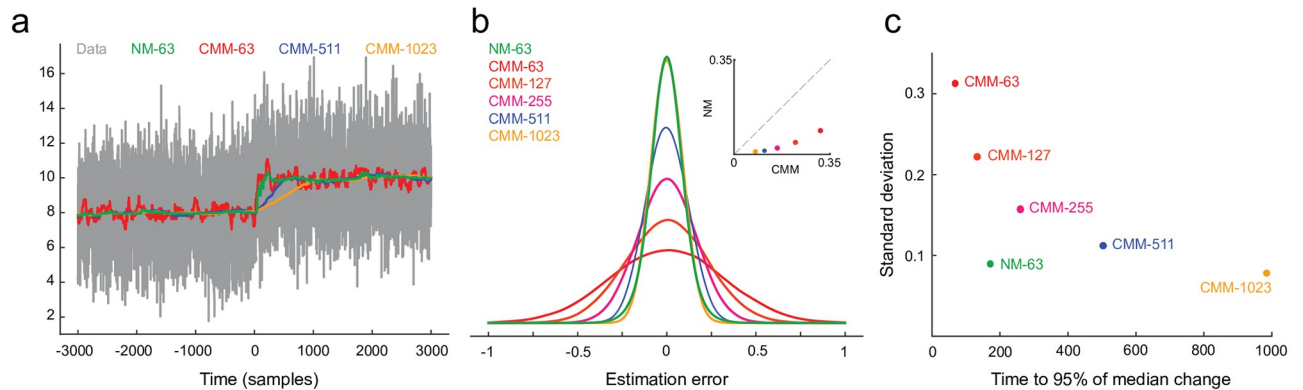 a
Data NM-63 CMM-63 CMM-511 CMM-1023
16
14
12
10
8
6
4
2
-3000 -2000 -1000 0 1000 2000 3000
Time (samples)
b
NM-63
CMM-63
CMM-127
CMM-255
CMM-511
CMM-1023
0.35
NM
0 0.35
CMM
-1 -0.5 0 0.5 1
Estimation error
c
Standard deviation
0.3
0.2
0.1
CMM-63
CMM-127
CMM-255
CMM-511
NM-63
CMM-1023
0 200 400 600 800 1000
Time to 95% of median change